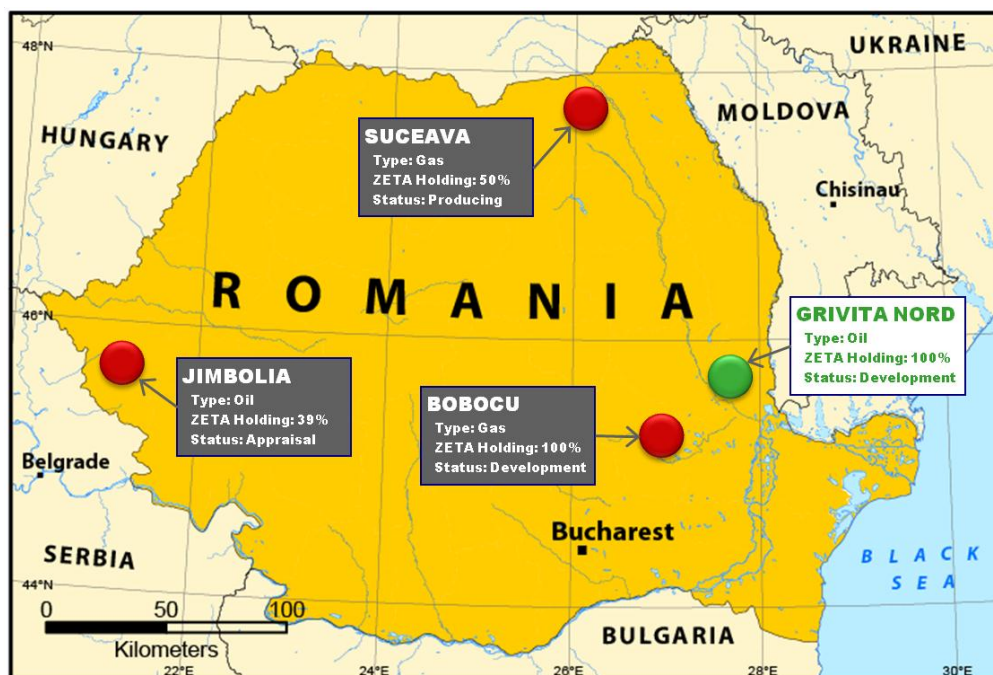 48°N
UKRAINE
HUNGARY
MOLDOVA
SUCEAVA
Type: Gas
ZETA Holding: 50%
Status: Producing
Chisinau
ROMANIA
46°N
GRIVITA NORD
Type: Oil
ZETA Holding: 100%
Status: Development
JIMBOLIA
Type: Oil
ZETA Holding: 39%
Status: Appraisal
BOBOCU
Type: Gas
ZETA Holding: 100%
Status: Development
Belgrade
Bucharest
SERBIA
BLACK
SEA
44°N
0 50 100
Kilometers
BULGARIA
22°E 24°E 26°E 28°E 30°E